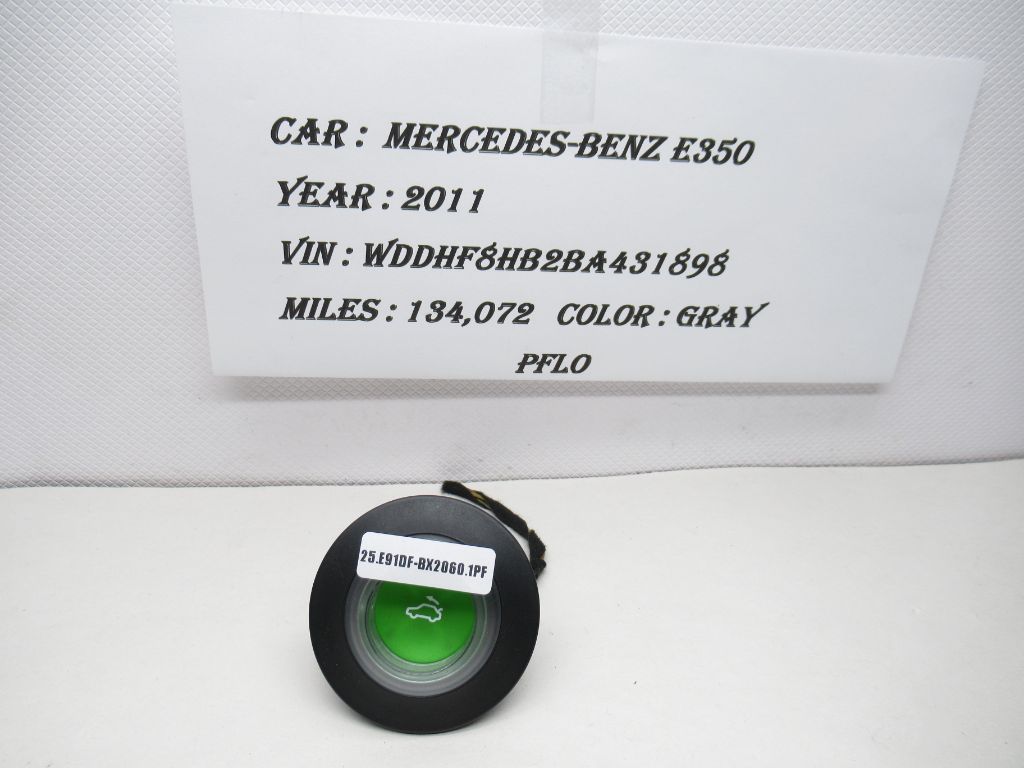 CAR : MERCEDES-BENZ E350
YEAR : 2011
VIN : WDDHF8HB2BA431898
MILES : 134,072 COLOR : GRAY
PFLO
25.E91DF-BX2060.1PF